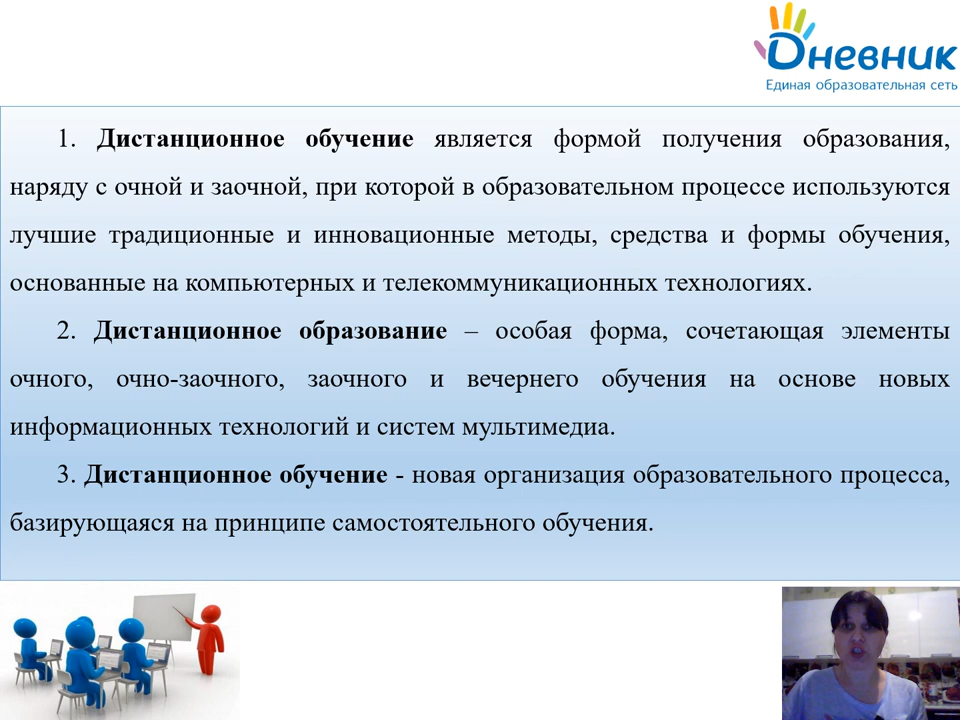 Дневник
Единая образовательная сеть
1. Дистанционное обучение является формой получения образования,
наряду с очной и заочной, при которой в образовательном процессе используются
лучшие традиционные и инновационные методы, средства и формы обучения,
основанные на компьютерных и телекоммуникационных технологиях.
2. Дистанционное образование – особая форма, сочетающая элементы
очного, очно-заочного, заочного и вечернего обучения на основе новых
информационных технологий и систем мультимедиа.
3. Дистанционное обучение - новая организация образовательного процесса,
базирующаяся на принципе самостоятельного обучения.